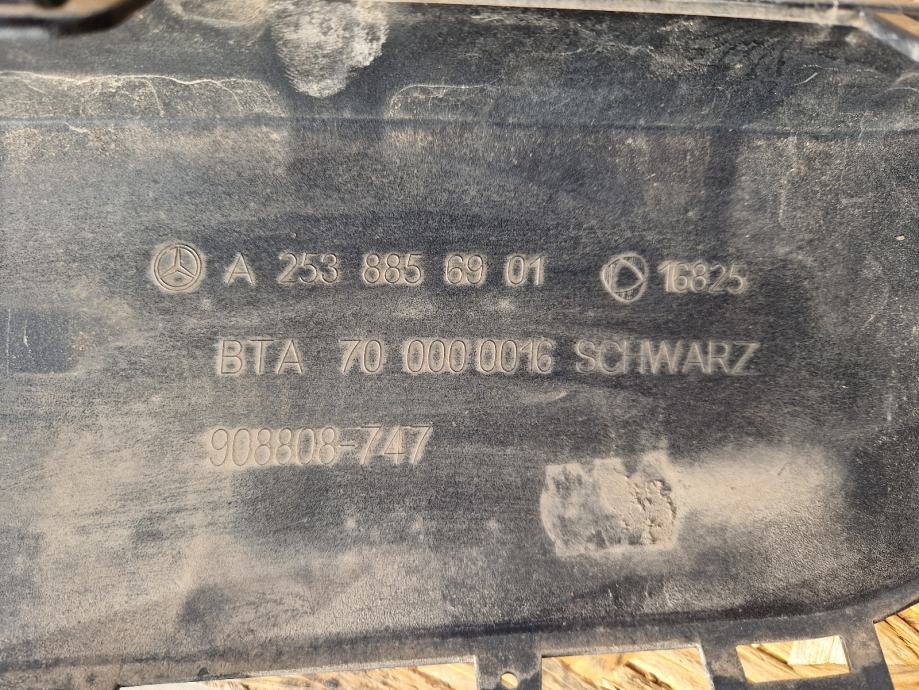 A 253 885 69 01 16825
BTA 70 000 0016 SCHWARZ
908808-747